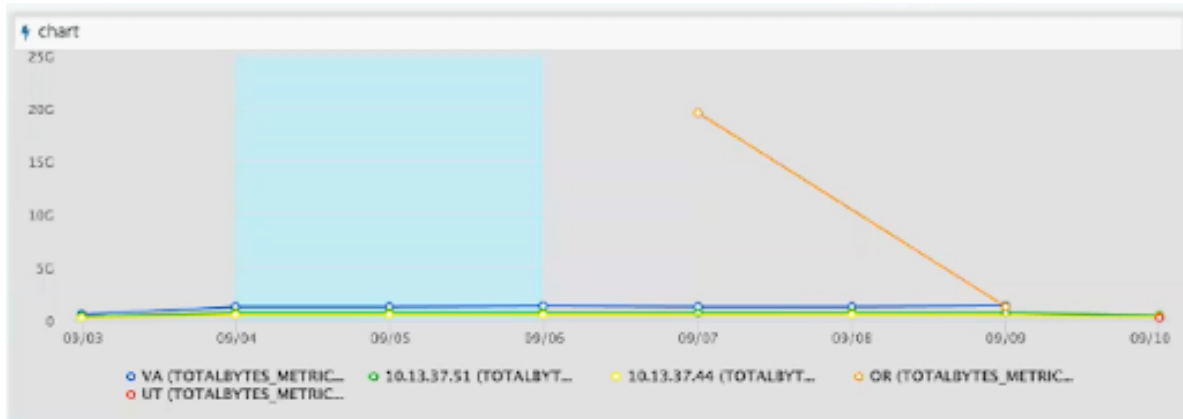 chart
25G
20G
15G
10G
5G
0
09/03 09/04 09/05 09/06 09/07 09/08 09/09 09/10
VA (TOTALBYTES_METRIC... 10.13.37.51 (TOTALBYT... 10.13.37.44 (TOTALBYT... OR (TOTALBYTES_METRIC...
UT (TOTALBYTES_METRIC...